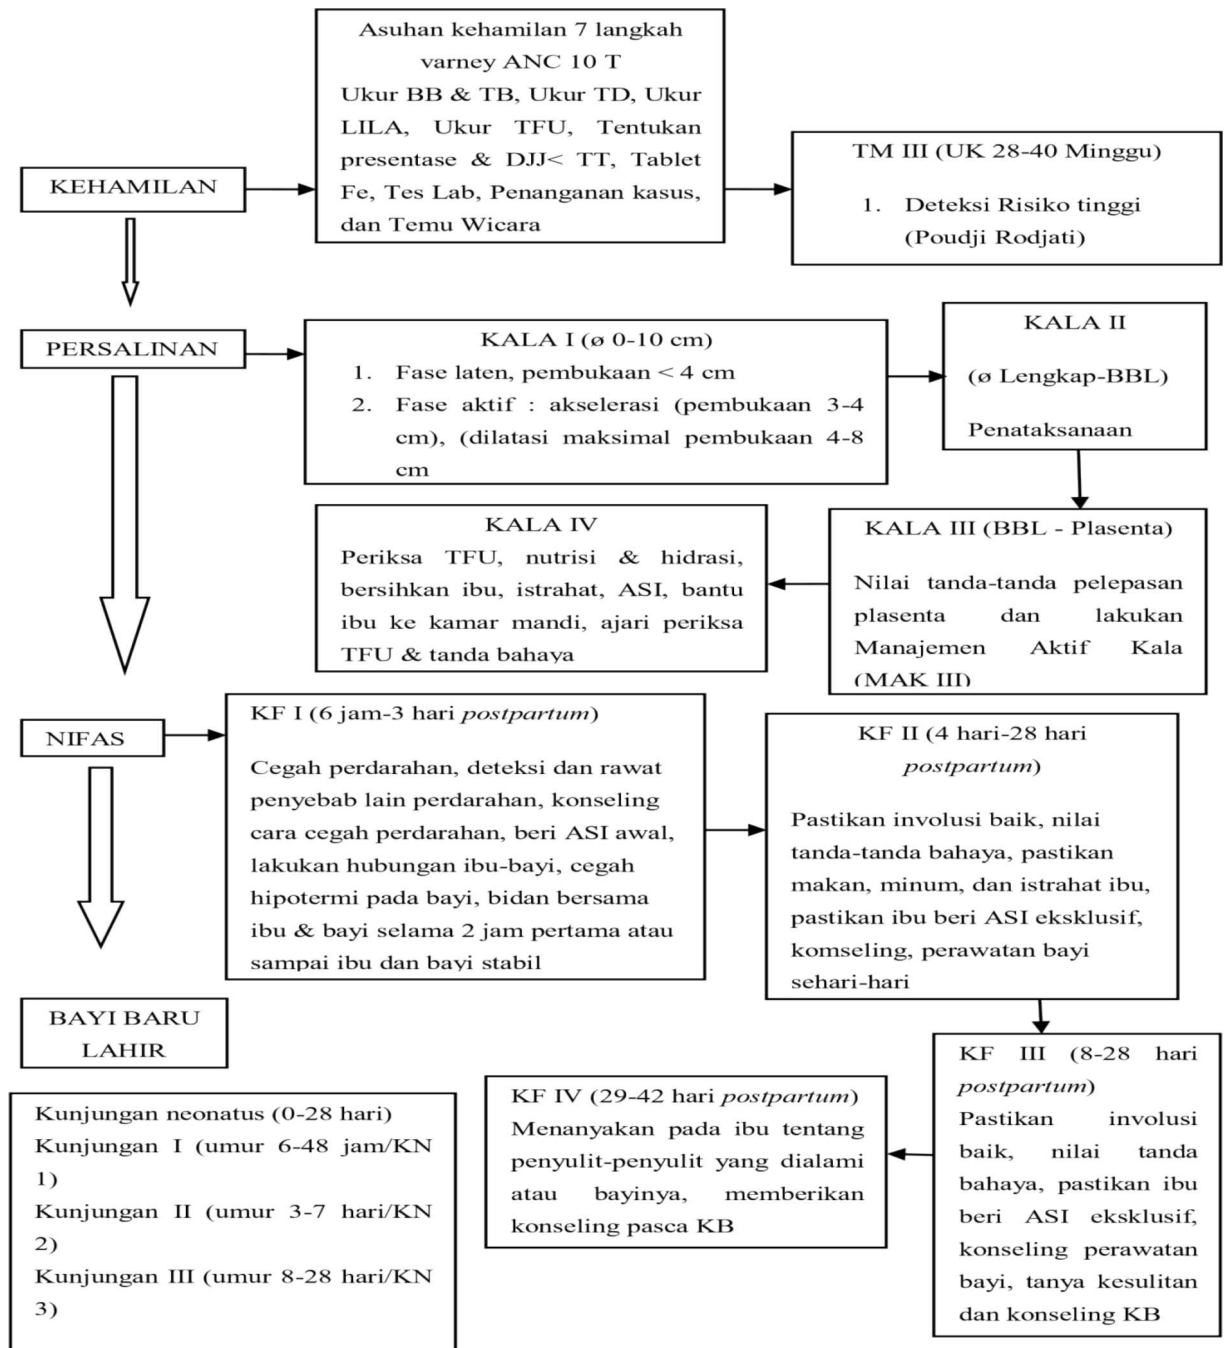 KEHAMILAN
Asuhan kehamilan 7 langkah
varney ANC 10 T
Ukur BB & TB, Ukur TD, Ukur
LILA, Ukur TFU, Tentukan
presentase & DJJ< TT, Tablet
Fe, Tes Lab, Penanganan kasus,
dan Temu Wicara
TM III (UK 28-40 Minggu)
1. Deteksi Risiko tinggi
(Poudji Rodjati)
PERSALINAN
KALA I (ø 0-10 cm)
1. Fase laten, pembukaan < 4 cm
2. Fase aktif : akselerasi (pembukaan 3-4
cm), (dilatasi maksimal pembukaan 4-8
cm
KALA II
(ø Lengkap-BBL)
Penataksanaan
KALA III (BBL - Plasenta)
Nilai tanda-tanda pelepasan
plasenta dan lakukan
Manajemen Aktif Kala
(MAK III)
KALA IV
Periksa TFU, nutrisi & hidrasi,
bersihkan ibu, istrahat, ASI, bantu
ibu ke kamar mandi, ajari periksa
TFU & tanda bahaya
NIFAS
KF I (6 jam-3 hari postpartum)
Cegah perdarahan, deteksi dan rawat
penyebab lain perdarahan, konseling
cara cegah perdarahan, beri ASI awal,
lakukan hubungan ibu-bayi, cegah
hipotermi pada bayi, bidan bersama
ibu & bayi selama 2 jam pertama atau
sampai ibu dan bayi stabil
KF II (4 hari-28 hari
postpartum)
Pastikan involusi baik, nilai
tanda-tanda bahaya, pastikan
makan, minum, dan istrahat ibu,
pastikan ibu beri ASI eksklusif,
komseling, perawatan bayi
sehari-hari
KF III (8-28 hari
postpartum)
Pastikan involusi
baik, nilai tanda
bahaya, pastikan ibu
beri ASI eksklusif,
konseling perawatan
bayi, tanya kesulitan
dan konseling KB
KF IV (29-42 hari postpartum)
Menanyakan pada ibu tentang
penyulit-penyulit yang dialami
atau bayinya, memberikan
konseling pasca KB
BAYI BARU
LAHIR
Kunjungan neonatus (0-28 hari)
Kunjungan I (umur 6-48 jam/KN
1)
Kunjungan II (umur 3-7 hari/KN
2)
Kunjungan III (umur 8-28 hari/KN
3)